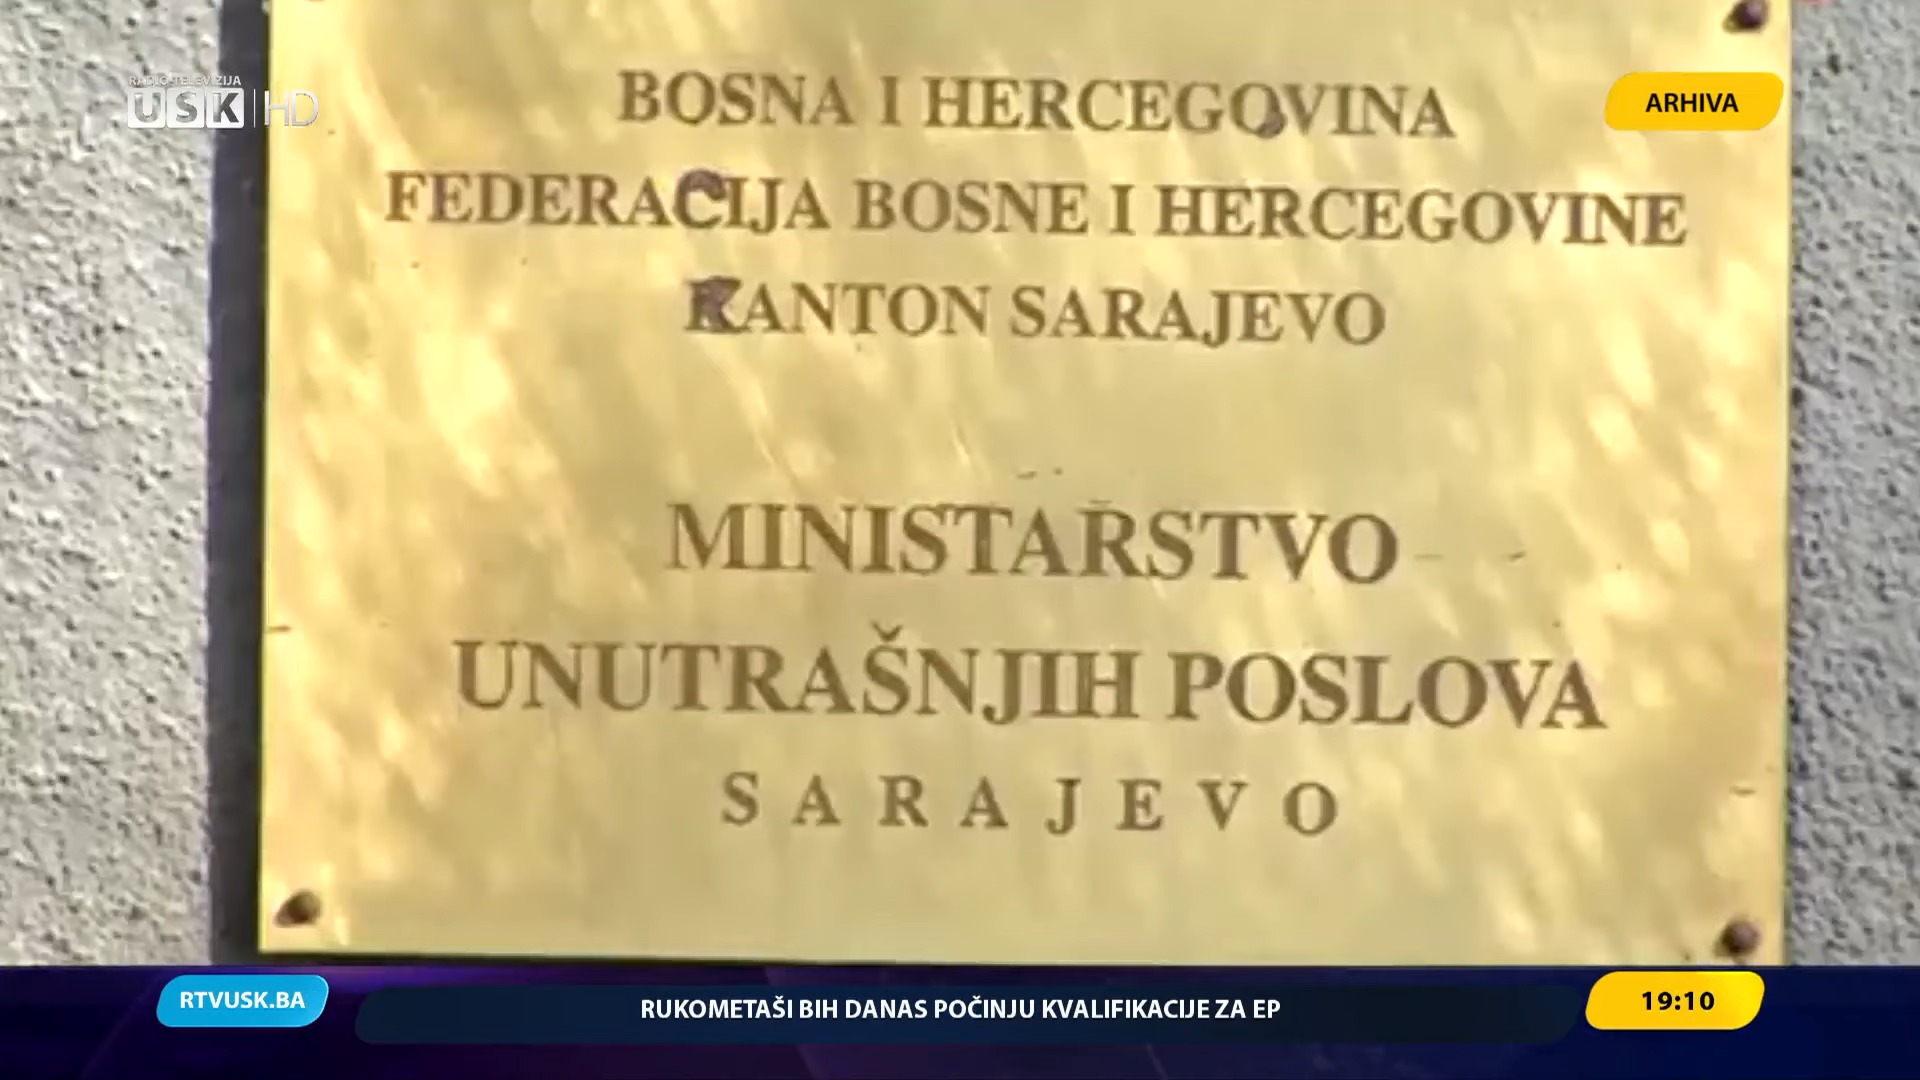 RADIO TELEVIZIJA
USK HD
ARHIVA
BOSNA I HERCEGOVINA
FEDERACIJA BOSNE I HERCEGOVINE
KANTON SARAJEVO
MINISTARSTVO
UNUTRAŠNJIH POSLOVA
SARAJEVO
RTVUSK.BA
RUKOMETAŠI BIH DANAS POČINJU KVALIFIKACIJE ZA EP
19:10